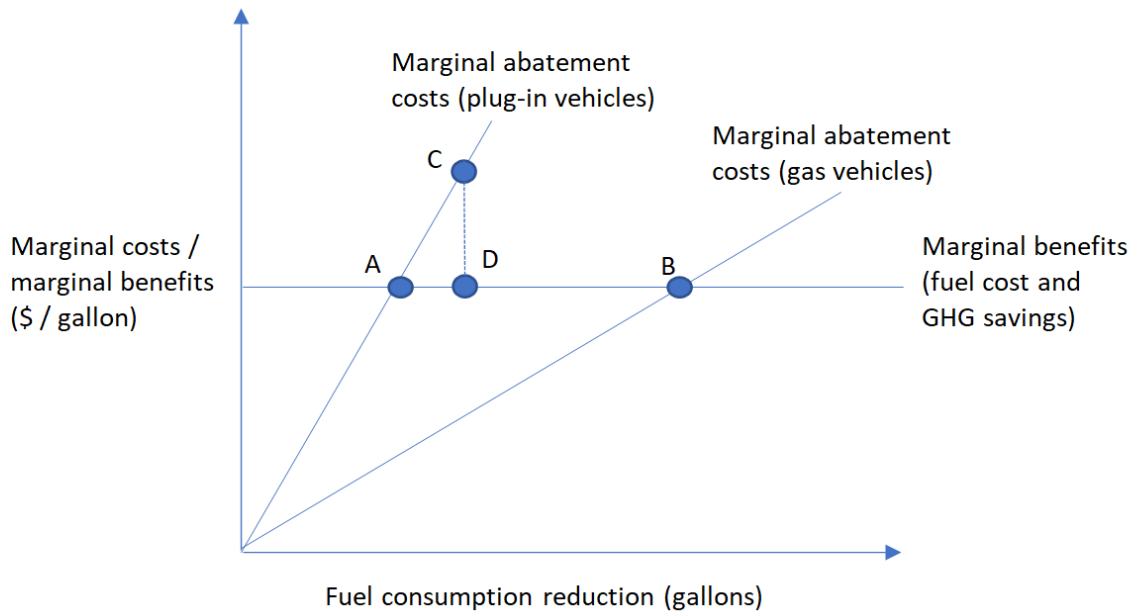 Marginal abatement
costs (plug-in vehicles)
Marginal abatement
costs (gas vehicles)
C
Marginal costs /
marginal benefits
($ / gallon)
A
D
B
Marginal benefits
(fuel cost and
GHG savings)
Fuel consumption reduction (gallons)